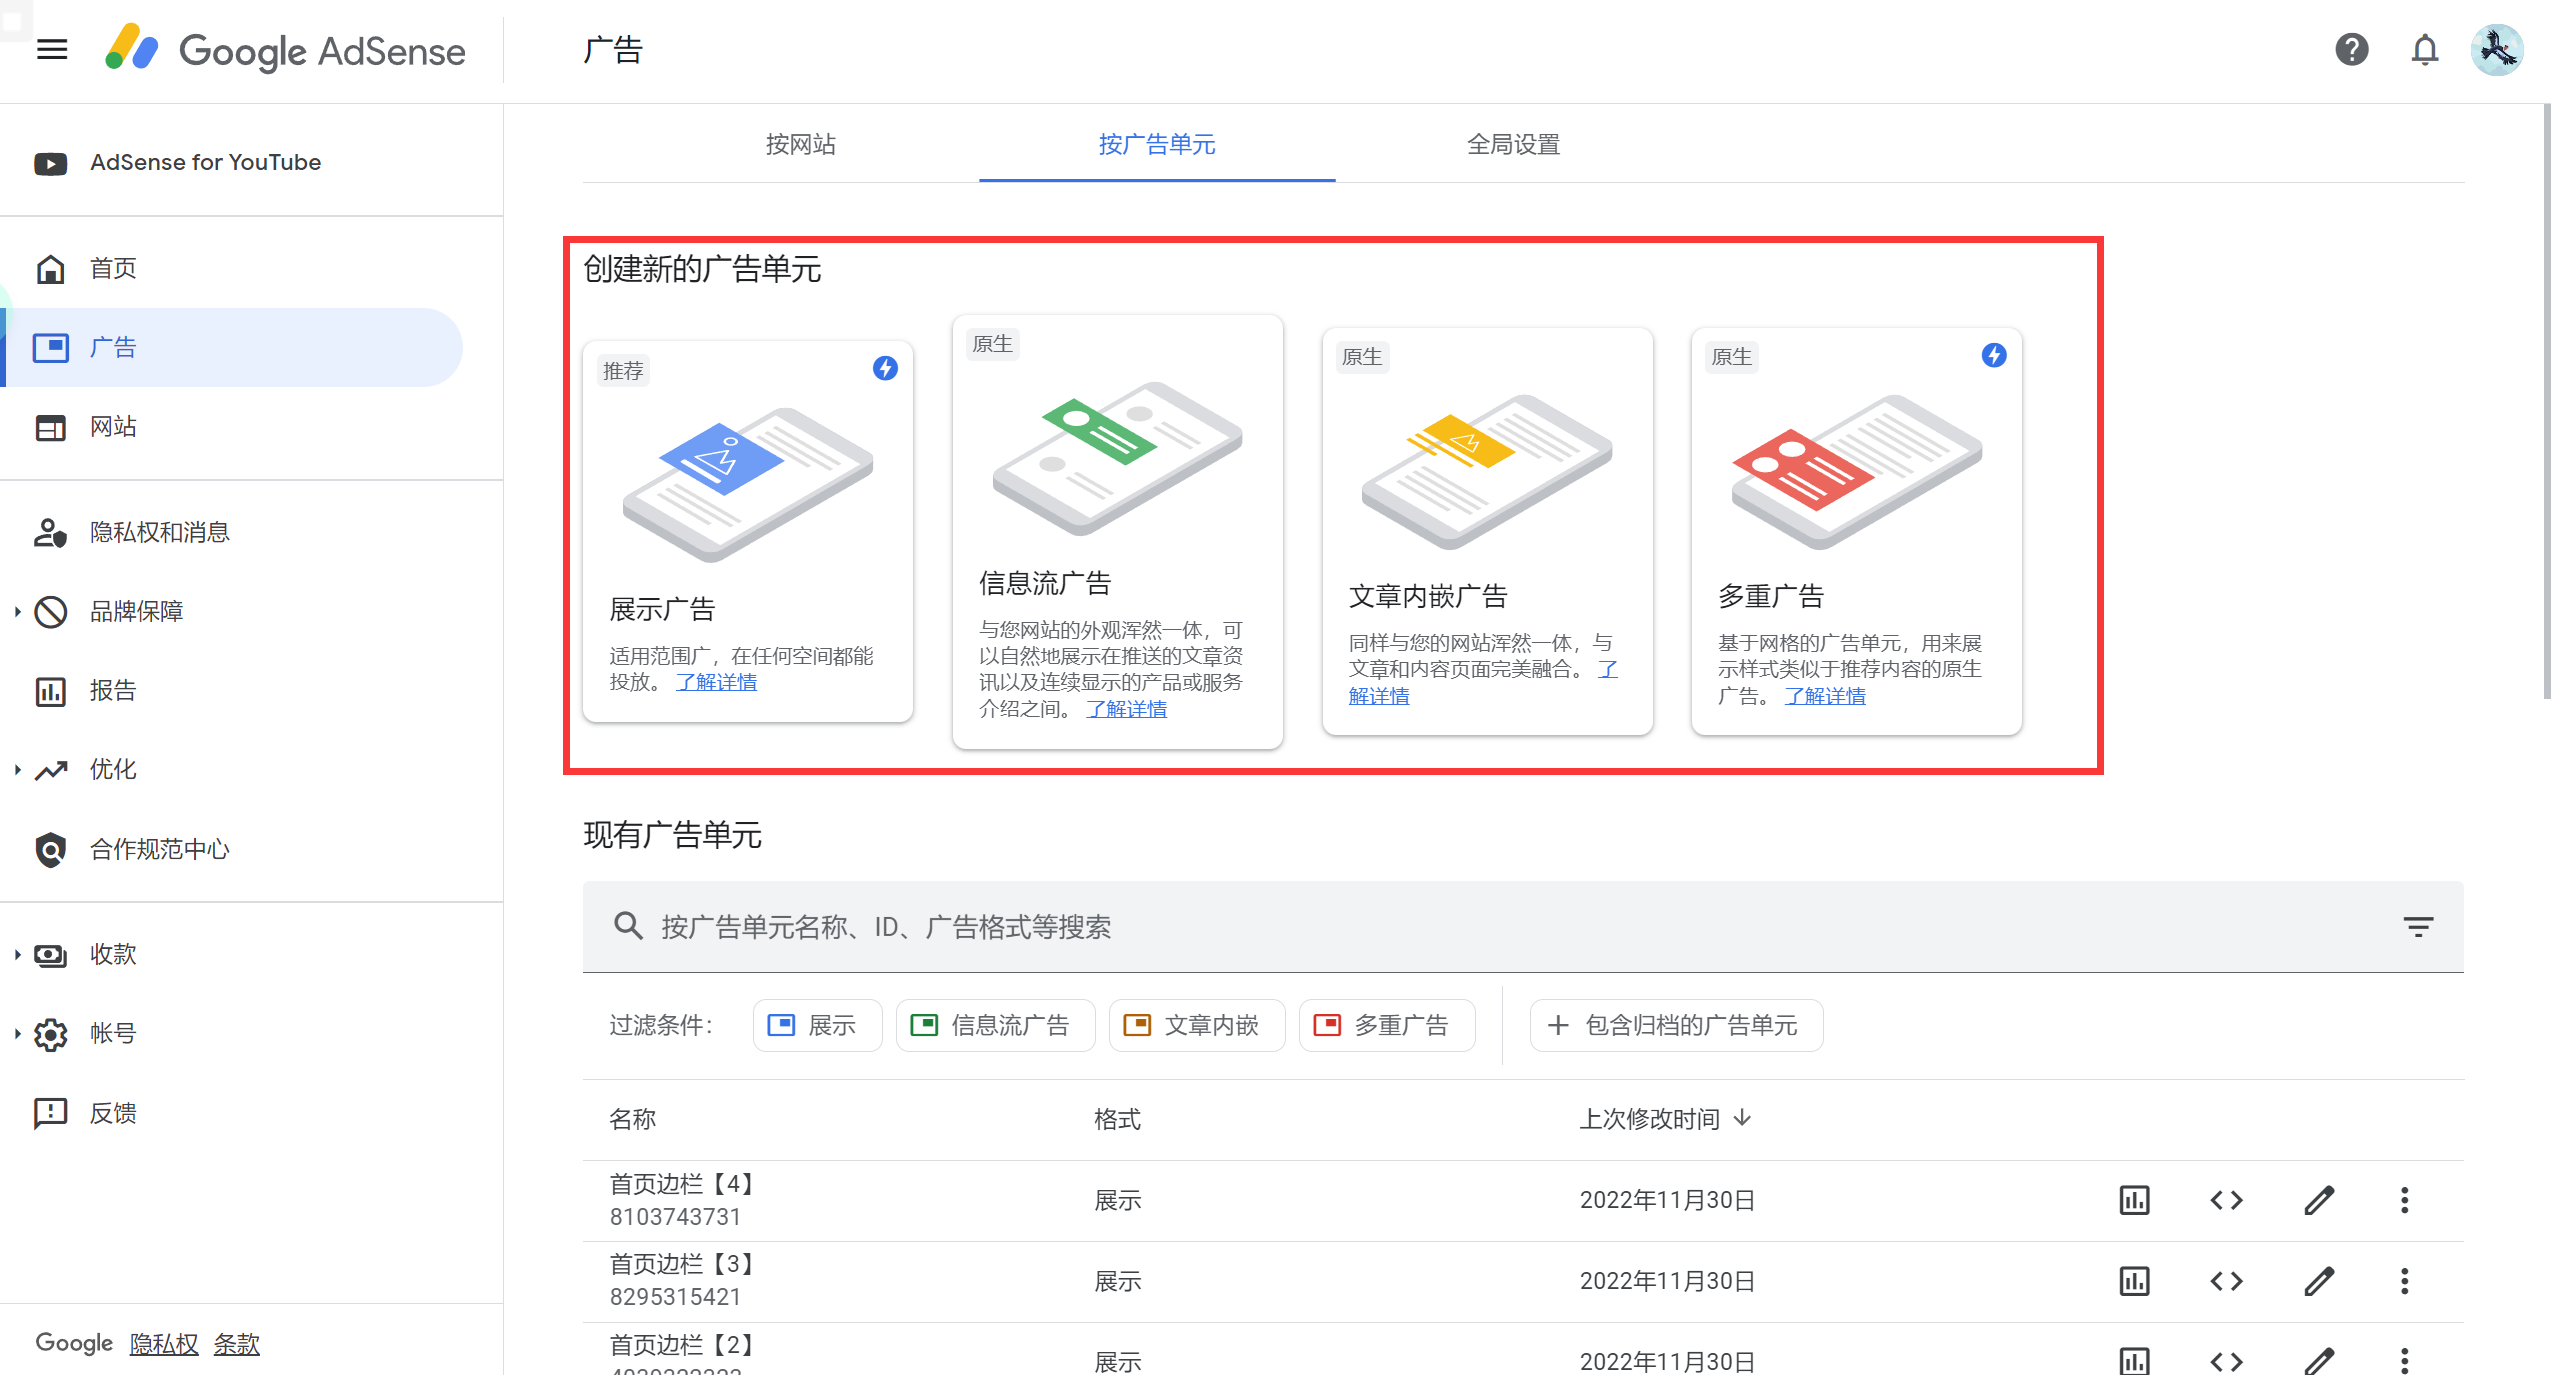 Google AdSense
广告
AdSense for YouTube
首页
广告
网站
隐私权和消息
品牌保障
报告
优化
合作规范中心
收款
帐号
反馈
Google 隐私权 条款
按网站 按广告单元 全局设置
创建新的广告单元
推荐
展示广告
适用范围广，在任何空间都能
投放。 了解详情
原生
信息流广告
与您网站的外观浑然一体，可
以自然地展示在推送的文章资
讯以及连续显示的产品或服务
介绍之间。 了解详情
原生
文章内嵌广告
同样与您的网站浑然一体，与
文章和内容页面完美融合。 了
解详情
原生
多重广告
基于网格的广告单元，用来展
示样式类似于推荐内容的原生
广告。 了解详情
现有广告单元
按广告单元名称、ID、广告格式等搜索
过滤条件： 展示 信息流广告 文章内嵌 多重广告 包含归档的广告单元
名称 格式 上次修改时间
首页边栏【4】
8103743731
展示 2022年11月30日
首页边栏【3】
8295315421
展示 2022年11月30日
首页边栏【2】
展示 2022年11月30日